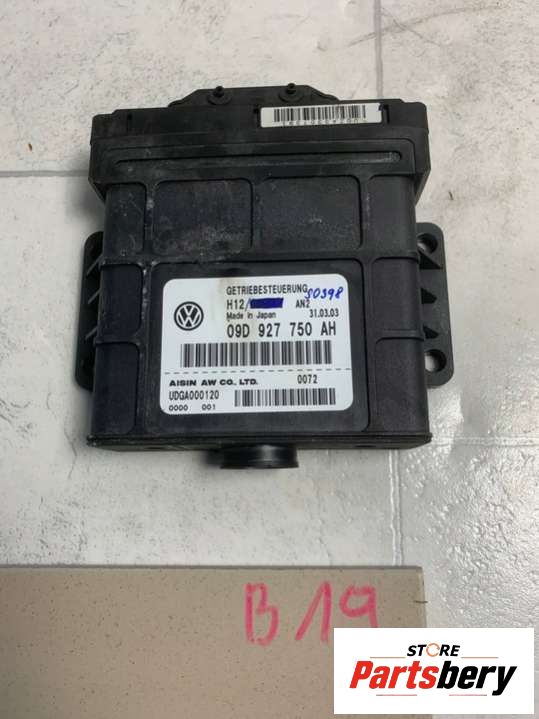 GETRIEBESTEUERUNG
H12/ AN2 S0398
Made in Japan 31.03.03
09D 927 750 AH
AISIN AW CO., LTD. 0072
UDGA000120
0000 001
B19
STORE
Partsbery